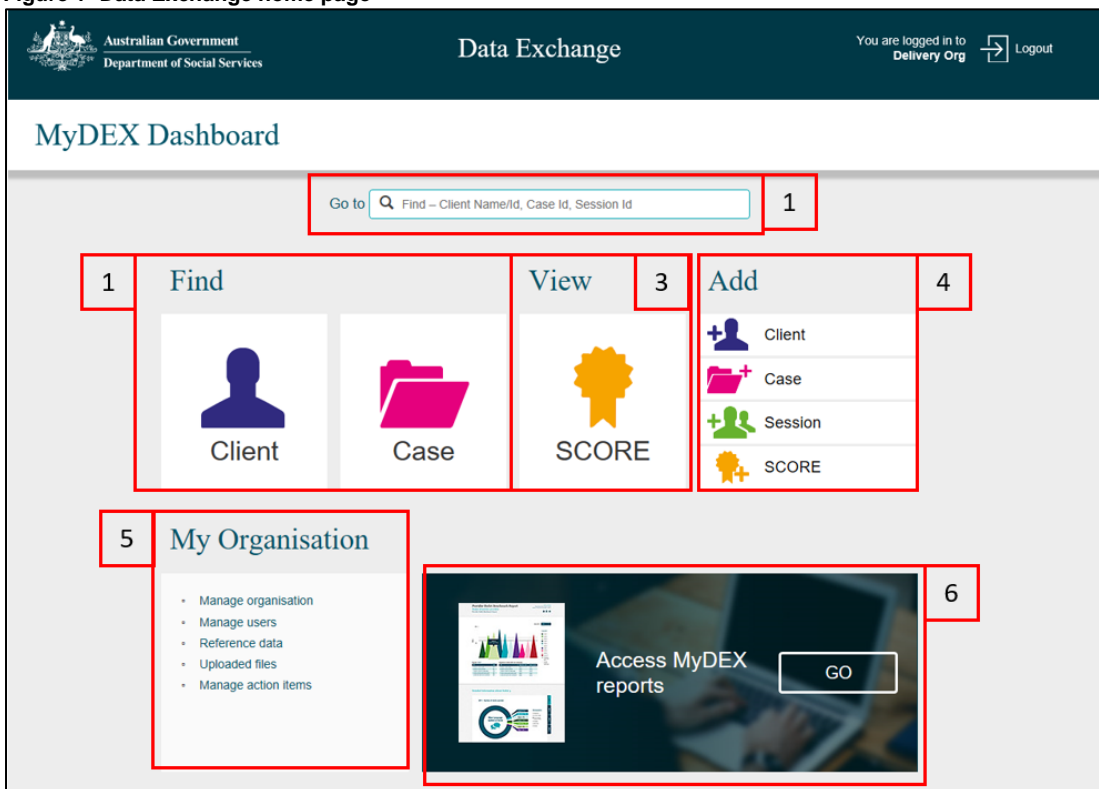 Figure 1 Data Exchange home page
Australian Government
Department of Social Services
Data Exchange
You are logged in to
Delivery Org
Logout
MyDEX Dashboard
Go to
Find – Client Name/Id, Case Id, Session Id
1
1
Find
View
3
Add
4
Client
Case
SCORE
Client
Case
Session
SCORE
5
My Organisation
Manage organisation
Manage users
Reference data
Uploaded files
Manage action items
Access MyDEX
reports
GO
6